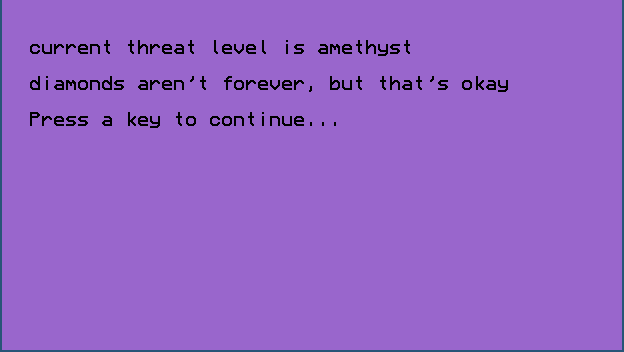 current threat level is amethyst
diamonds aren't forever, but that's okay
Press a key to continue...